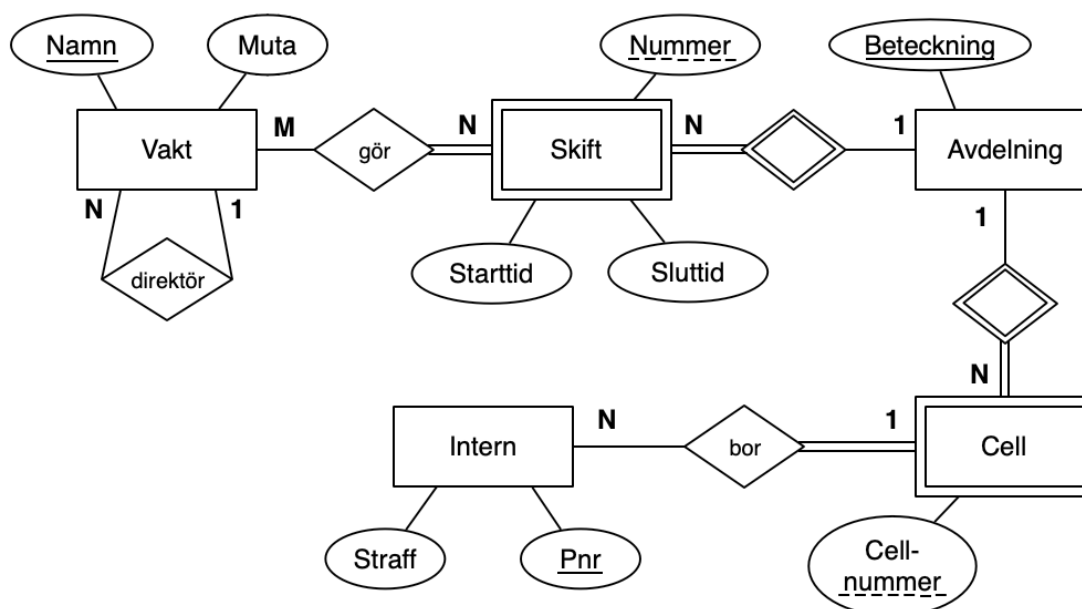 Namn
Muta
Nummer
Beteckning
Vakt
M
gör
N
Skift
N
1
Avdelning
N
1
1
direktör
Starttid
Sluttid
N
Intern
N
bor
1
Cell
Straff
Pnr
Cell-
nummer